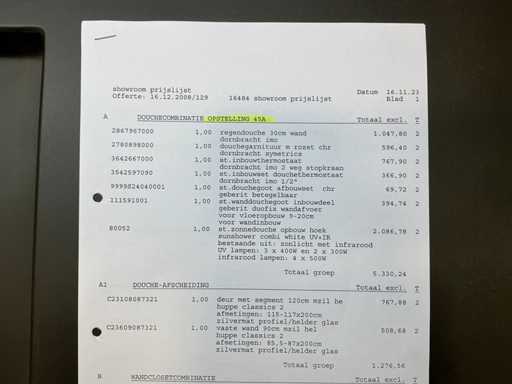 showroom prijslijst
Datum 16.11.23
Offerte: 16.12.2008/129 16484 showroom prijslijst Blad 1
A DOUCHECOMBINATIE OPSTELLING 45A Totaal excl. T
2867967000 1,00 regendouche 30cm wand 1.047,80 2
dornbracht imo
2780898000 1,00 douchegarnituur m rozet chr 596,40 2
dornbracht symetrics
3642667000 1,00 st.inbouwthermostaat 767,90 2
dornbracht imo 2 weg stopkraan
3542597090 1,00 st.inbouwset douchethermostaat 366,90 2
dornbracht imo 1/2"
9999824040001 1,00 st.douchegoot afbouwset chr 69,72 2
geberit betegelbaar
111591001 1,00 st.wanddouchegoot inbouwdeel 394,74 2
geberit duofix wandafvoer
voor vloeropbouw 9-20cm
voor wandinbouw
80052 1,00 st.zonnedouche opbouw hoek 2.086,78 2
sunshower combi white UV+IR
bestaande uit: zonlicht met infrarood
UV lampen: 3 x 400W en 2 x 300W
infrarood lampen: 4 x 500W
Totaal groep 5.330,24
A1 DOUCHE-AFSCHEIDING Totaal excl. T
C23108087321 1,00 deur met segment 120cm mzil he 767,88 2
huppe classics 2
afmetingen: 115-117x200cm
zilvermat profiel/helder glas
C23609087321 1,00 vaste wand 90cm mzil hel 508,68 2
huppe classics 2
afmetingen: 85,5-87x200cm
zilvermat profiel/helder glas
Totaal groep 1.276,56
B WANDCLOSETCOMBINATIE Totaal excl. T